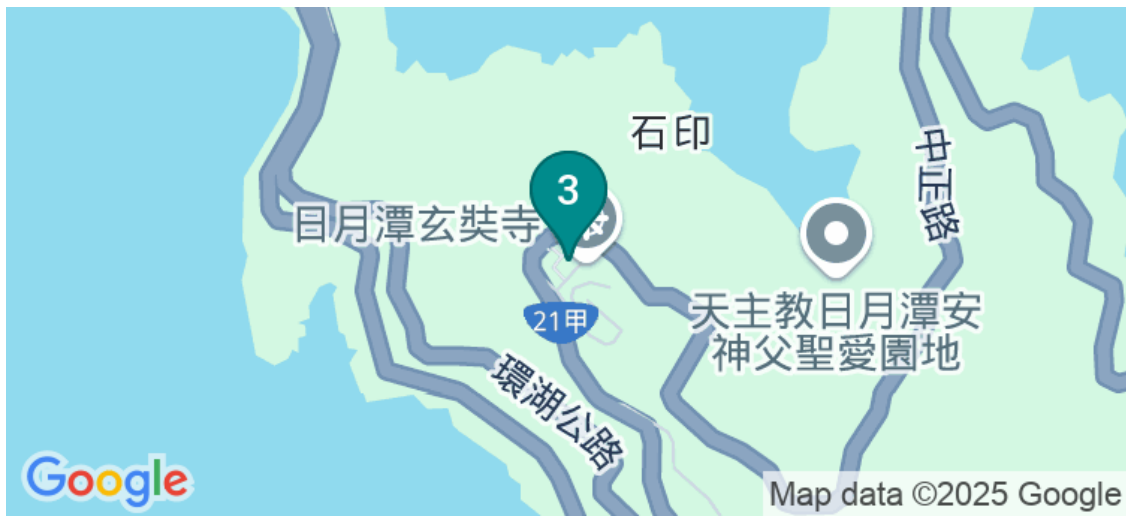 石印
中正路
3
日月潭玄奘寺
天主教日月潭安
神父聖愛園地
21甲
環湖公路
Google
Map data ©2025 Google